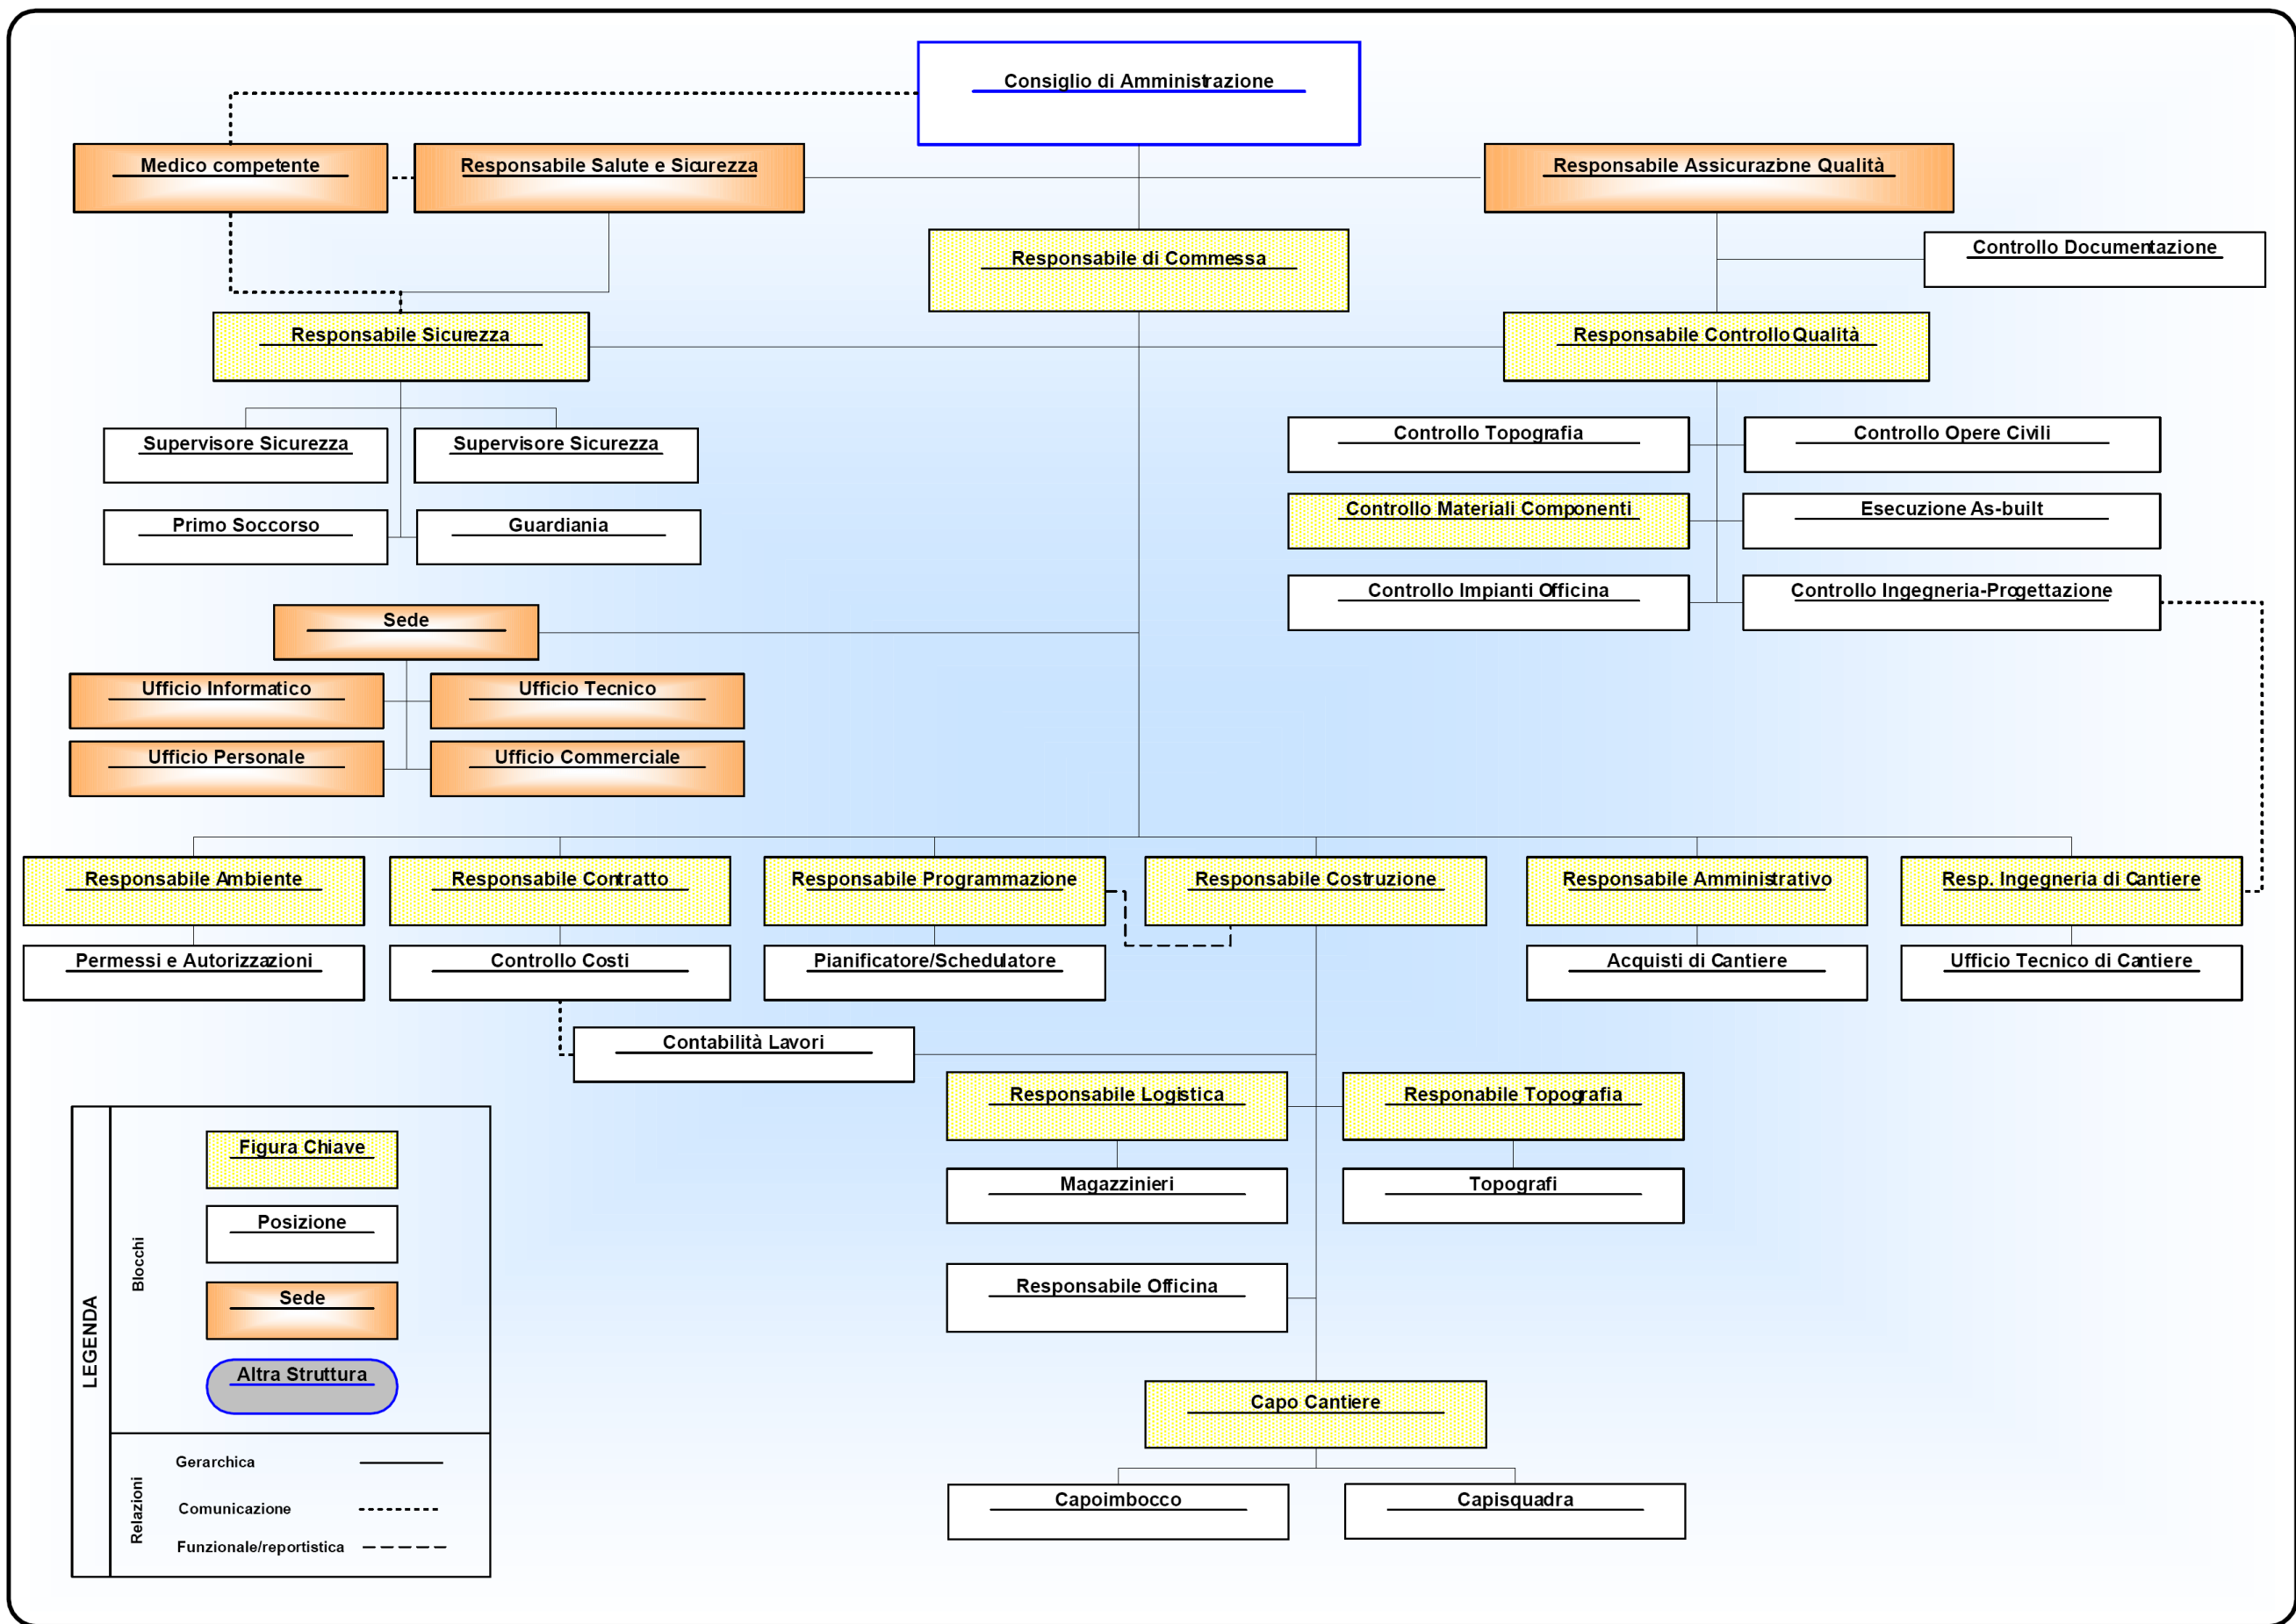 Consiglio di Amministrazione
Medico competente
Responsabile Salute e Sicurezza
Responsabile Assicurazione Qualità
Controllo Documentazione
Responsabile di Commessa
Responsabile Sicurezza
Responsabile Controllo Qualità
Supervisore Sicurezza
Supervisore Sicurezza
Controllo Topografia
Controllo Opere Civili
Primo Soccorso
Guardiania
Controllo Materiali Componenti
Esecuzione As-built
Controllo Impianti Officina
Controllo Ingegneria-Progettazione
Sede
Ufficio Informatico
Ufficio Tecnico
Ufficio Personale
Ufficio Commerciale
Responsabile Ambiente
Responsabile Contratto
Responsabile Programmazione
Responsabile Costruzione
Responsabile Amministrativo
Resp. Ingegneria di Cantiere
Permessi e Autorizzazioni
Controllo Costi
Pianificatore/Schedulatore
Acquisti di Cantiere
Ufficio Tecnico di Cantiere
Contabilità Lavori
Responsabile Logistica
Responabile Topografia
Magazzinieri
Topografi
Responsabile Officina
Capo Cantiere
Capoimbocco
Capisquadra
LEGENDA
Blocchi
Figura Chiave
Posizione
Sede
Altra Struttura
Relazioni
Gerarchica
Comunicazione
Funzionale/reportistica